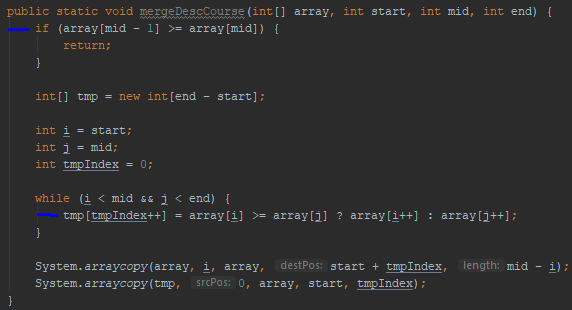 public static void mergeDescCourse(int[] array, int start, int mid, int end) {
if (array[mid - 1] >= array[mid]) {
return;
}
int[] tmp = new int[end - start];
int i = start;
int j = mid;
int tmpIndex = 0;
while (i < mid && j < end) {
tmp[tmpIndex++] = array[i] >= array[j] ? array[i++] : array[j++];
}
System.arraycopy(array, i, array, destPos: start + tmpIndex, length: mid - i);
System.arraycopy(tmp, srcPos: 0, array, start, tmpIndex);
}